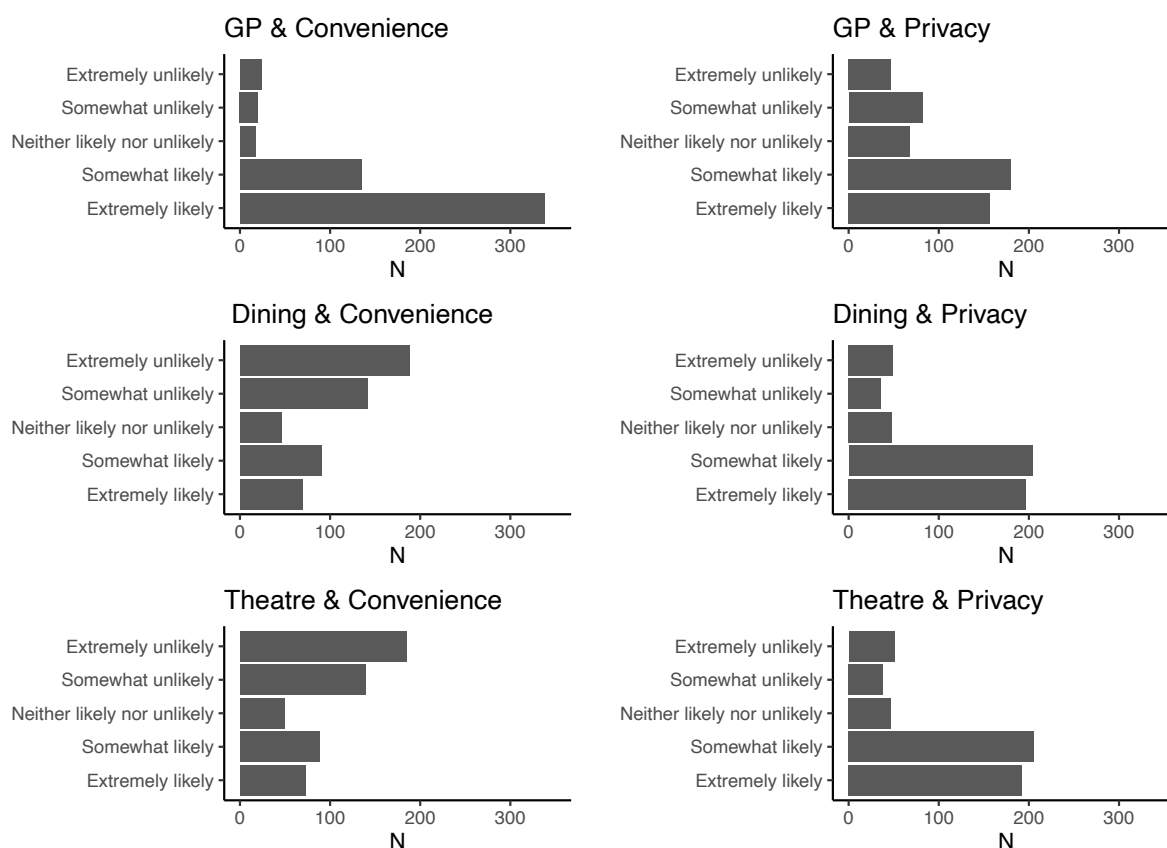 GP & Convenience
Extremely unlikely
Somewhat unlikely
Neither likely nor unlikely
Somewhat likely
Extremely likely
0 100 200 300
N
GP & Privacy
Extremely unlikely
Somewhat unlikely
Neither likely nor unlikely
Somewhat likely
Extremely likely
0 100 200 300
N
Dining & Convenience
Extremely unlikely
Somewhat unlikely
Neither likely nor unlikely
Somewhat likely
Extremely likely
0 100 200 300
N
Dining & Privacy
Extremely unlikely
Somewhat unlikely
Neither likely nor unlikely
Somewhat likely
Extremely likely
0 100 200 300
N
Theatre & Convenience
Extremely unlikely
Somewhat unlikely
Neither likely nor unlikely
Somewhat likely
Extremely likely
0 100 200 300
N
Theatre & Privacy
Extremely unlikely
Somewhat unlikely
Neither likely nor unlikely
Somewhat likely
Extremely likely
0 100 200 300
N